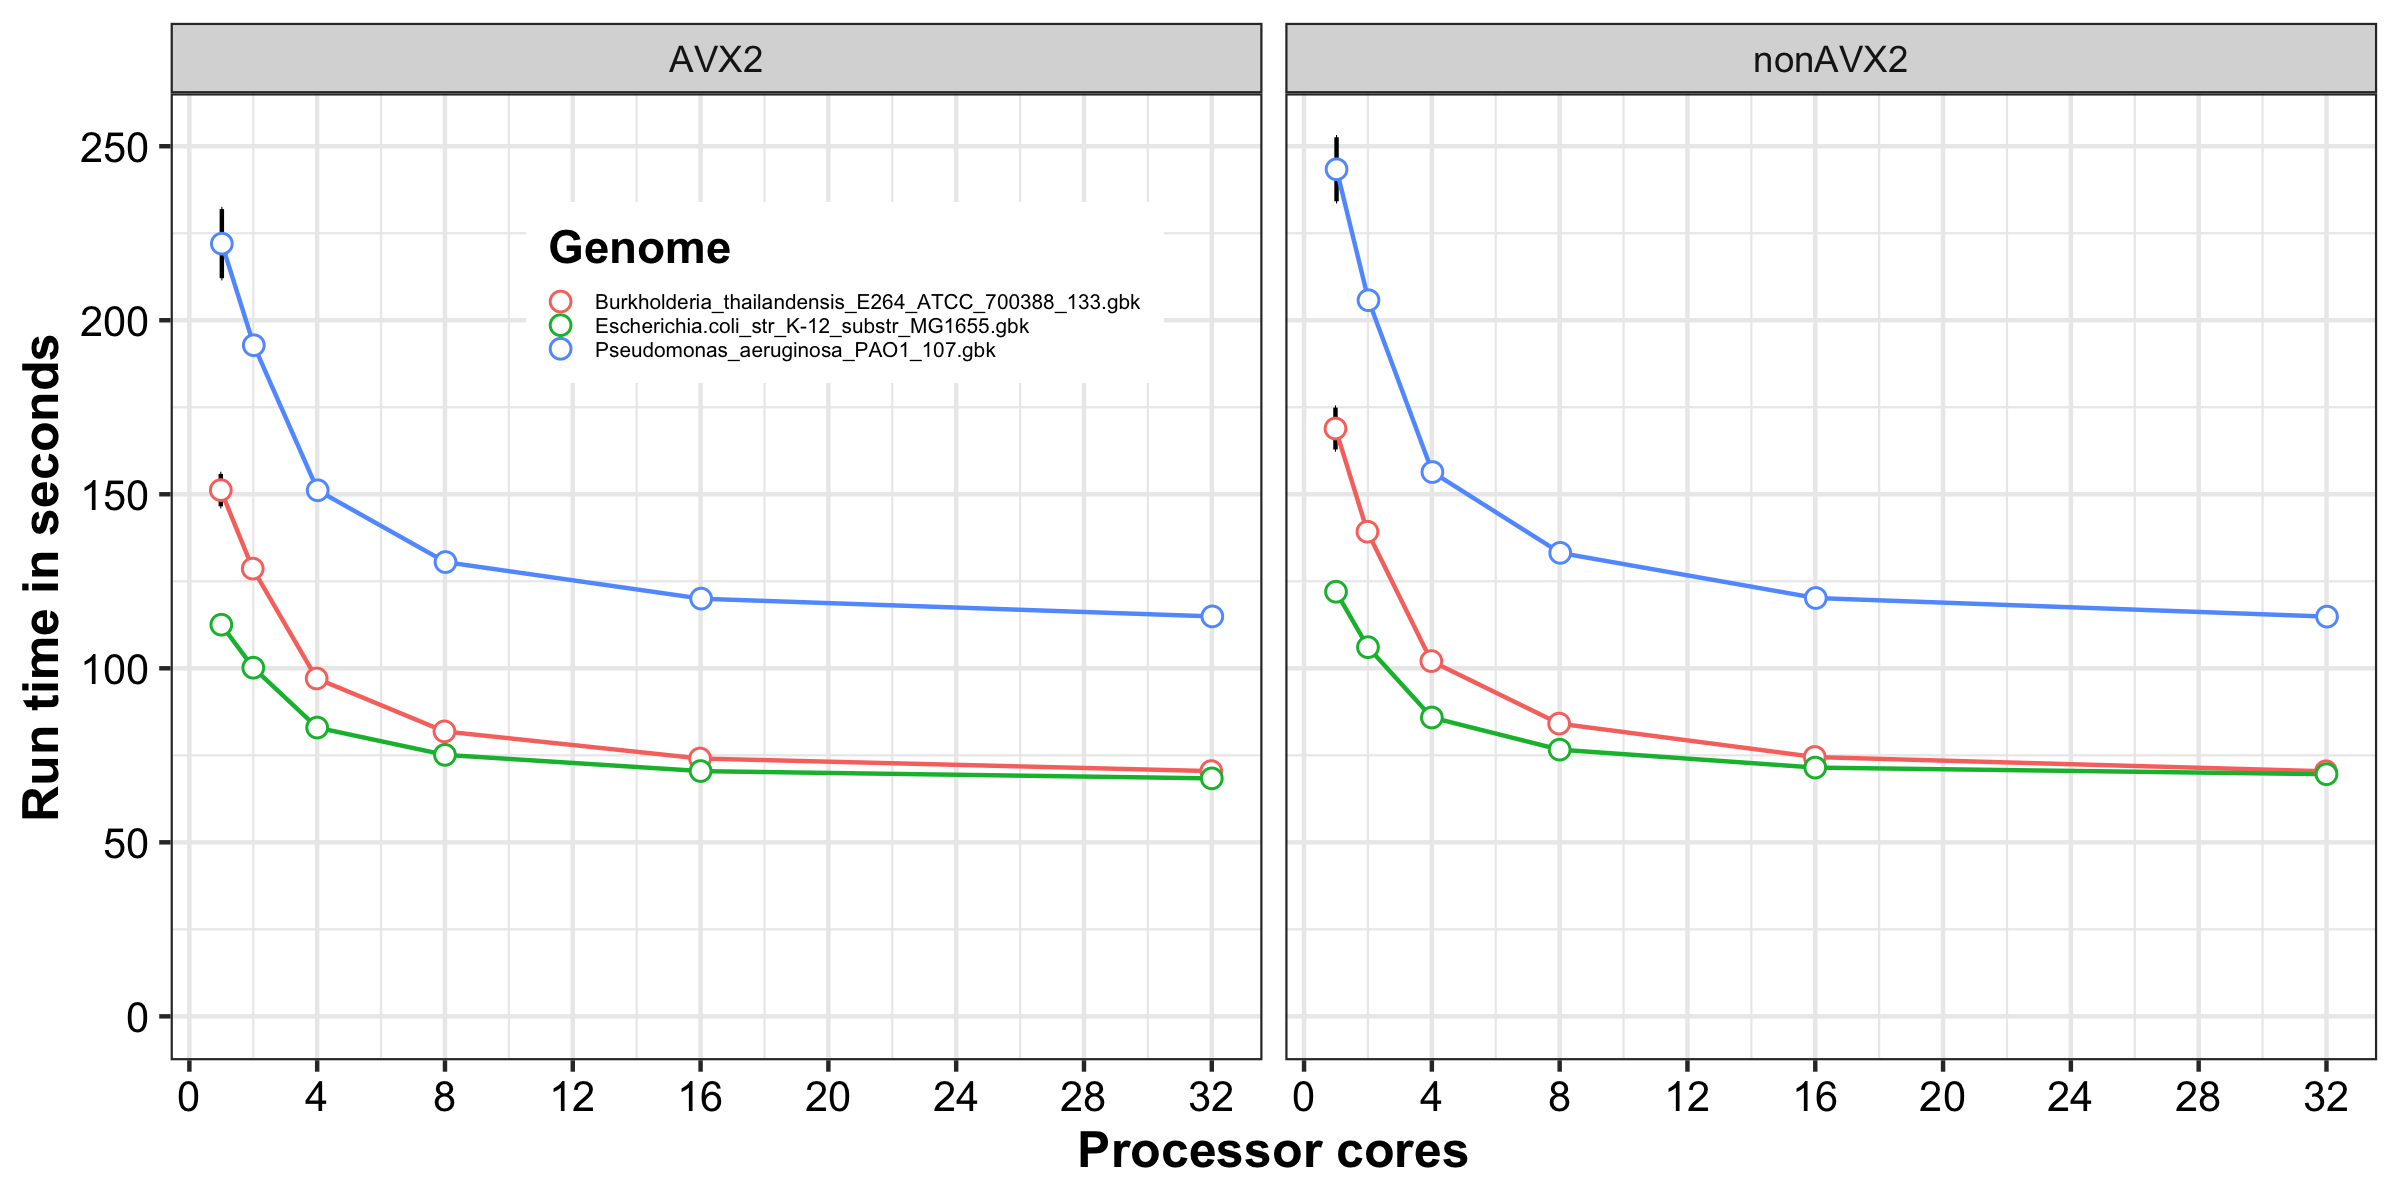 AVX2
nonAVX2
Run time in seconds
250
200
150
100
50
0
Genome
Burkholderia_thailandensis_E264_ATCC_700388_133.gbk
Escherichia.coli_str_K-12_substr_MG1655.gbk
Pseudomonas_aeruginosa_PAO1_107.gbk
0 4 8 12 16 20 24 28 32
0 4 8 12 16 20 24 28 32
Processor cores